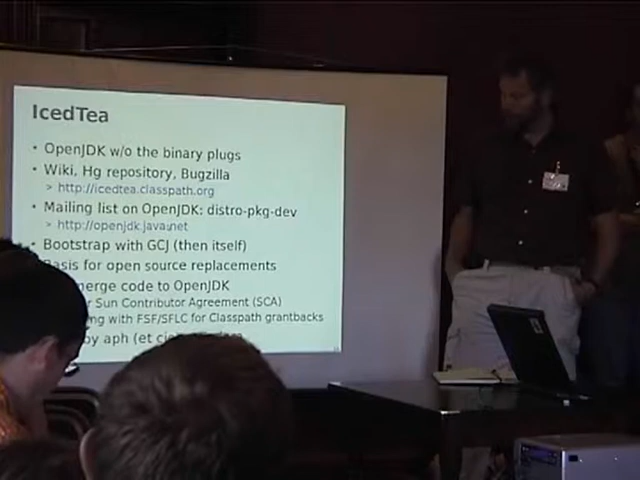 IcedTea
• OpenJDK w/o the binary plugs
• Wiki, Hg repository, Bugzilla
> http://icedtea.classpath.org
• Mailing list on OpenJDK: distro-pkg-dev
> http://openjdk.java.net
• Bootstrap with GCJ (then itself)
Basis for open source replacements
merge code to OpenJDK
Sun Contributor Agreement (SCA)
with FSF/SFLC for Classpath grantbacks
by aph (et